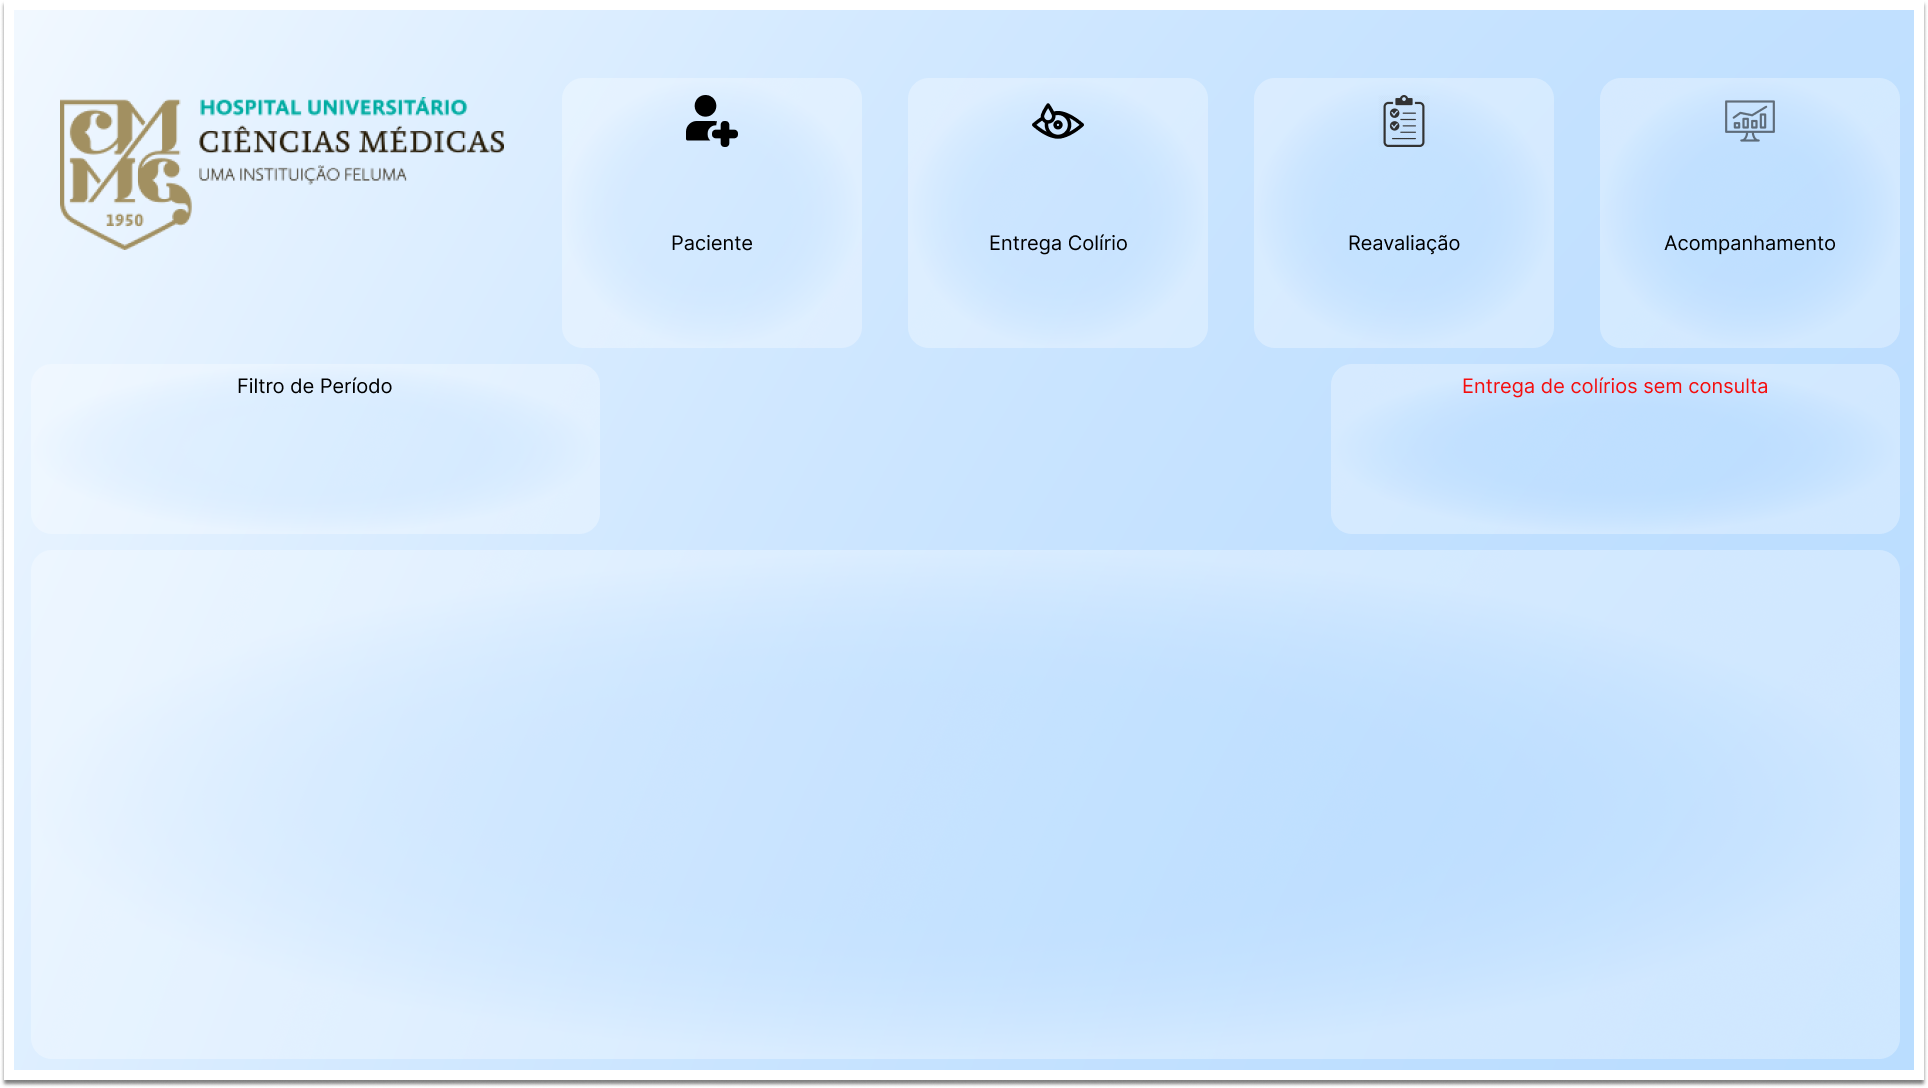 CMMG
1950
HOSPITAL UNIVERSITÁRIO
CIÊNCIAS MÉDICAS
UMA INSTITUIÇÃO FELUMA
Paciente
Entrega Colírio
Reavaliação
Acompanhamento
Filtro de Período
Entrega de colírios sem consulta